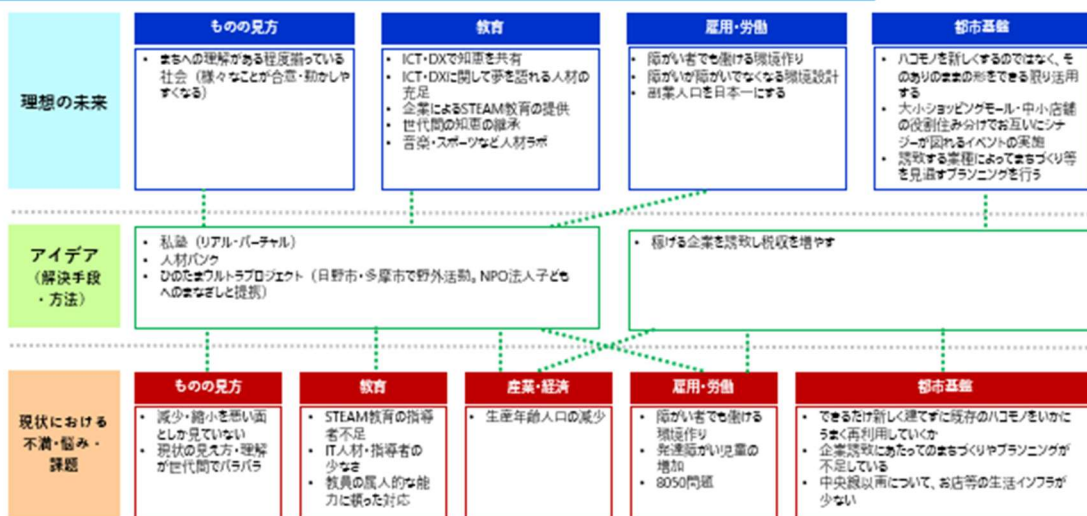 ものの見方
教育
雇用・労働
都市基盤
理想の未来
• まちへの理解がある程度揃っている
社会（様々なことが合意・動かしや
すくなる）
• ICT・DXで知恵を共有
• ICT・DXに関して夢を語れる人材の
充足
• 企業によるSTEAM教育の提供
• 世代間の知恵の継承
• 音楽・スポーツなど人材ラボ
• 障がい者でも働ける環境作り
• 障がいが障がいでなくなる環境設計
• 副業人口を日本一にする
• ハコモノを新しくするのではなく、そ
のありのままの形をできる限り活用
する
• 大小ショッピングモール・中小店舗
の役割住み分けでお互いにシナ
ジーが図れるイベントの実施
• 誘致する業種によってまちづくり等
を見通すプランニングを行う
アイデア
（解決手段
・方法）
• 私塾（リアル・バーチャル）
• 人材バンク
• ひのたまウルトラプロジェクト（日野市・多摩市で野外活動。NPO法人子ども
へのまなざしと提携）
• 稼げる企業を誘致し税収を増やす
ものの見方
教育
産業・経済
雇用・労働
都市基盤
現状における
不満・悩み・
課題
• 減少・縮小を悪い面
としか見ていない
• 現状の見え方・理解
が世代間でバラバラ
• STEAM教育の指導
者不足
• IT人材・指導者の
少なさ
• 教員の属人的な能
力に頼った対応
• 生産年齢人口の減少
• 障がい者でも働ける
環境作り
• 発達障がい児童の
増加
• 8050問題
• できるだけ新しく建てずに既存のハコモノをいかに
うまく再利用していくか
• 企業誘致にあたってのまちづくりやプランニングが
不足している
• 中央線以南について、お店等の生活インフラが
少ない